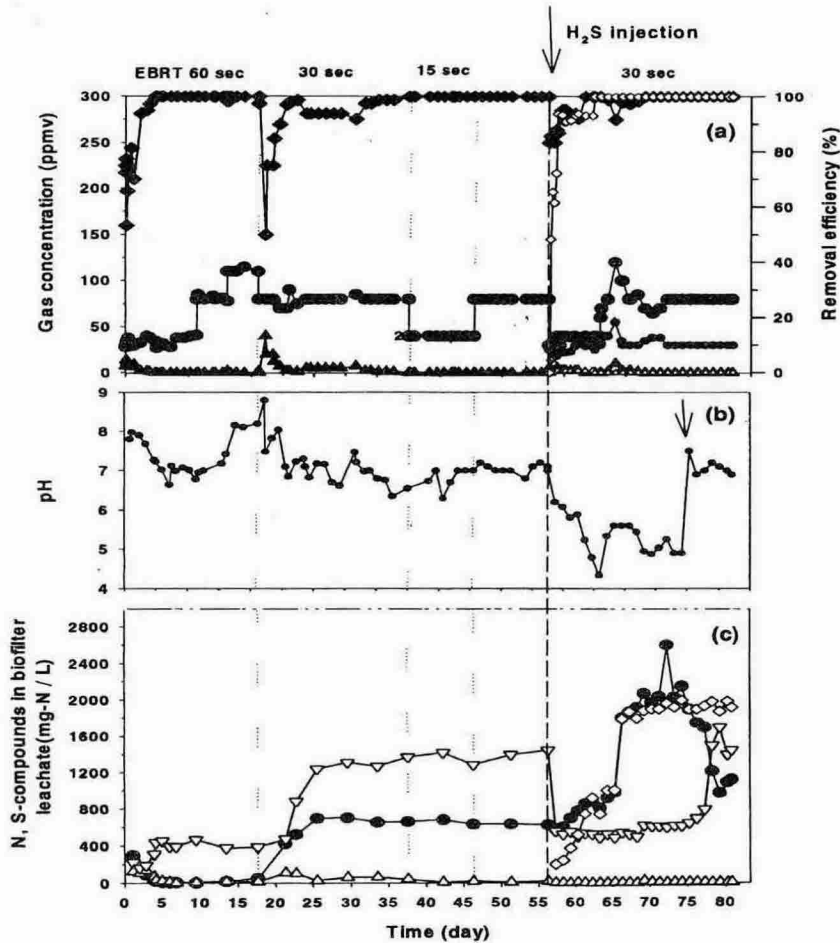 H2S injection
EBRT 60 sec 30 sec 15 sec 30 sec
Gas concentration (ppmv)
300
250
200
150
100
50
0
(a)
100
80
60
40
20
0
Removal efficiency (%)
2
pH
9
8
7
6
5
4
(b)
N, S-compounds in biofilter
leachate(mg-N / L)
2800
2400
2000
1600
1200
800
400
0
(c)
0 5 10 15 20 25 30 35 40 45 50 55 60 65 70 75 80
Time (day)